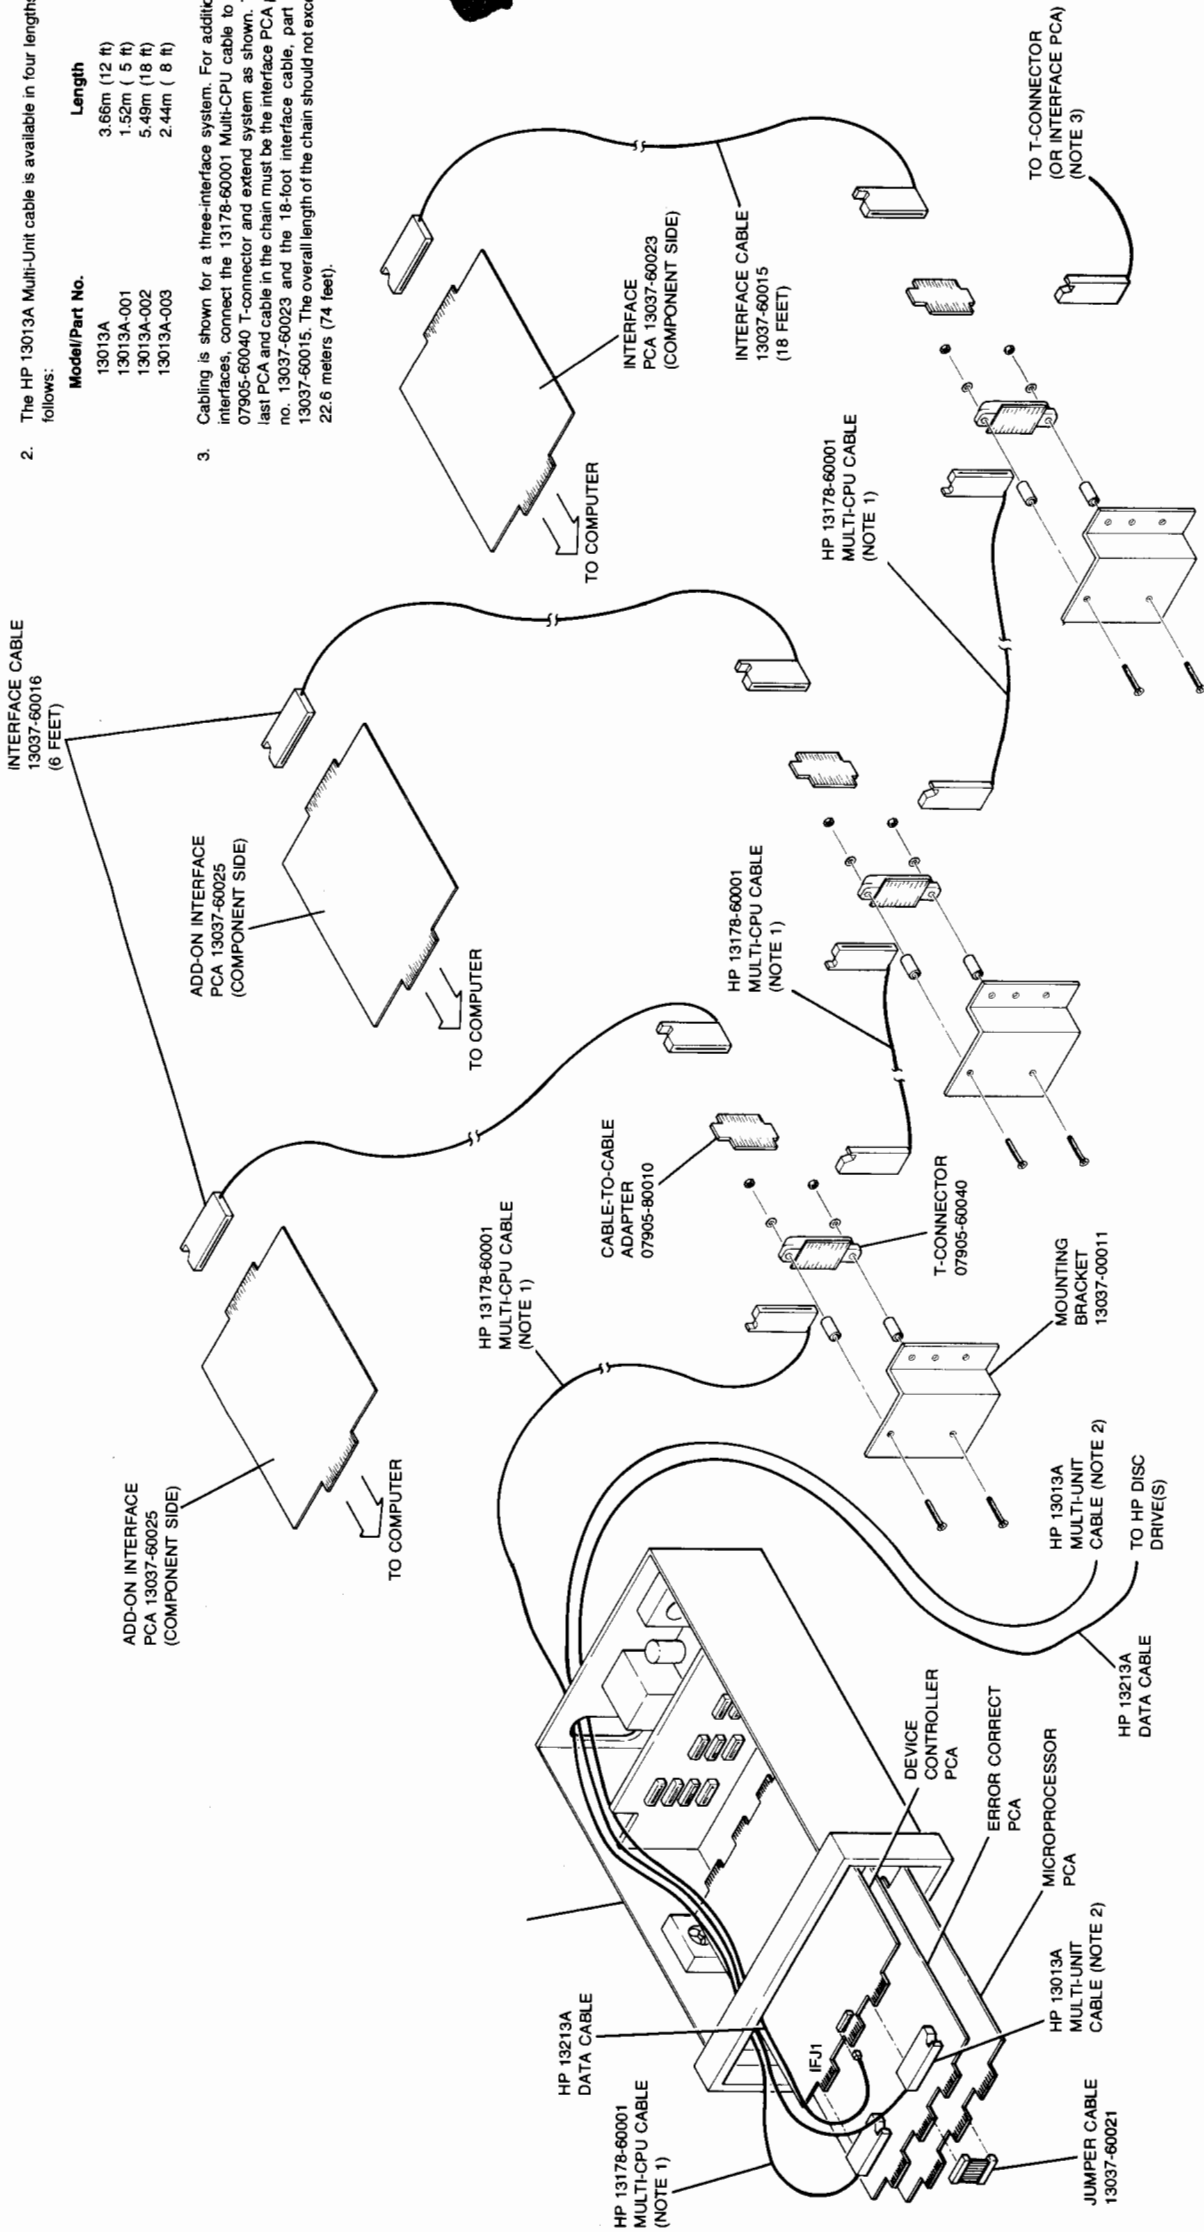 2. The HP 13013A Multi-Unit cable is available in four lengths
follows:
Model/Part No. Length
13013A 3.66m (12 ft)
13013A-001 1.52m ( 5 ft)
13013A-002 5.49m (18 ft)
13013A-003 2.44m ( 8 ft)
3. Cabling is shown for a three-interface system. For
interfaces, connect the 13178-60001 Multi-CPU cable to
07905-60040 T-connector and extend system as shown.
last PCA and cable in the chain must be the interface PCA
no. 13037-60023 and the 18-foot interface cable, part
13037-60015. The overall length of the chain should not
22.6 meters (74 feet).
INTERFACE CABLE
13037-60016
(6 FEET)
ADD-ON INTERFACE
PCA 13037-60025
(COMPONENT SIDE)
TO COMPUTER
ADD-ON INTERFACE
PCA 13037-60025
(COMPONENT SIDE)
TO COMPUTER
INTERFACE
PCA 13037-60023
(COMPONENT SIDE)
TO COMPUTER
INTERFACE CABLE
13037-60015
(18 FEET)
HP 13178-60001
MULTI-CPU CABLE
(NOTE 1)
CABLE-TO-CABLE
ADAPTER
07905-80010
HP 13178-60001
MULTI-CPU CABLE
(NOTE 1)
HP 13178-60001
MULTI-CPU CABLE
(NOTE 1)
TO T-CONNECTOR
(OR INTERFACE PCA)
(NOTE 3)
T-CONNECTOR
07905-60040
MOUNTING
BRACKET
13037-00011
HP 13013A
MULTI-UNIT
CABLE (NOTE 2)
TO HP DISC
DRIVE(S)
HP 13213A
DATA CABLE
HP 13213A
DATA CABLE
HP 13178-60001
MULTI-CPU CABLE
(NOTE 1)
IFJ1
DEVICE
CONTROLLER
PCA
ERROR CORRECT
PCA
MICROPROCESSOR
PCA
HP 13013A
MULTI-UNIT
CABLE (NOTE 2)
JUMPER CABLE
13037-60021